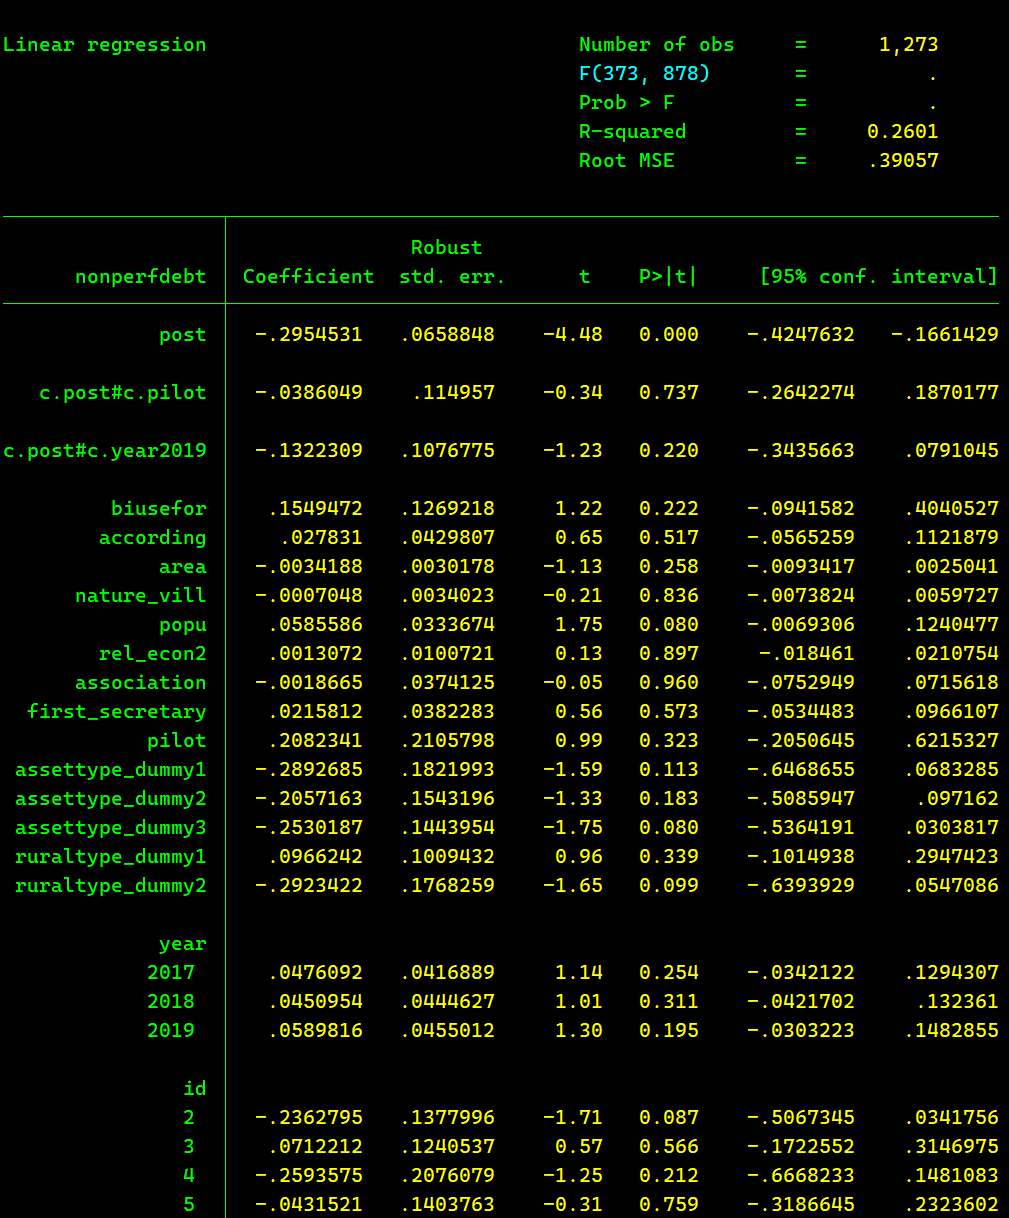 Linear regression Number of obs = 1,273
F(373, 878) = .
Prob > F = .
R-squared = 0.2601
Root MSE = .39057
Robust
nonperfdebt Coefficient std. err. t P>|t| [95% conf. interval]
post -.2954531 .0658848 -4.48 0.000 -.4247632 -.1661429
c.post#c.pilot -.0386049 .114957 -0.34 0.737 -.2642274 .1870177
c.post#c.year2019 -.1322309 .1076775 -1.23 0.220 -.3435663 .0791045
biusefor .1549472 .1269218 1.22 0.222 -.0941582 .4040527
according .027831 .0429807 0.65 0.517 -.0565259 .1121879
area -.0034188 .0030178 -1.13 0.258 -.0093417 .0025041
nature_vill -.0007048 .0034023 -0.21 0.836 -.0073824 .0059727
popu .0585586 .0333674 1.75 0.080 -.0069306 .1240477
rel_econ2 .0013072 .0100721 0.13 0.897 -.018461 .0210754
association -.0018665 .0374125 -0.05 0.960 -.0752949 .0715618
first_secretary .0215812 .0382283 0.56 0.573 -.0534483 .0966107
pilot .2082341 .2105798 0.99 0.323 -.2050645 .6215327
assettype_dummy1 -.2892685 .1821993 -1.59 0.113 -.6468655 .0683285
assettype_dummy2 -.2057163 .1543196 -1.33 0.183 -.5085947 .097162
assettype_dummy3 -.2530187 .1443954 -1.75 0.080 -.5364191 .0303817
ruraltype_dummy1 .0966242 .1009432 0.96 0.339 -.1014938 .2947423
ruraltype_dummy2 -.2923422 .1768259 -1.65 0.099 -.6393929 .0547086
year
2017 .0476092 .0416889 1.14 0.254 -.0342122 .1294307
2018 .0450954 .0444627 1.01 0.311 -.0421702 .132361
2019 .0589816 .0455012 1.30 0.195 -.0303223 .1482855
id
2 -.2362795 .1377996 -1.71 0.087 -.5067345 .0341756
3 .0712212 .1240537 0.57 0.566 -.1722552 .3146975
4 -.2593575 .2076079 -1.25 0.212 -.6668233 .1481083
5 -.0431521 .1403763 -0.31 0.759 -.3186645 .2323602